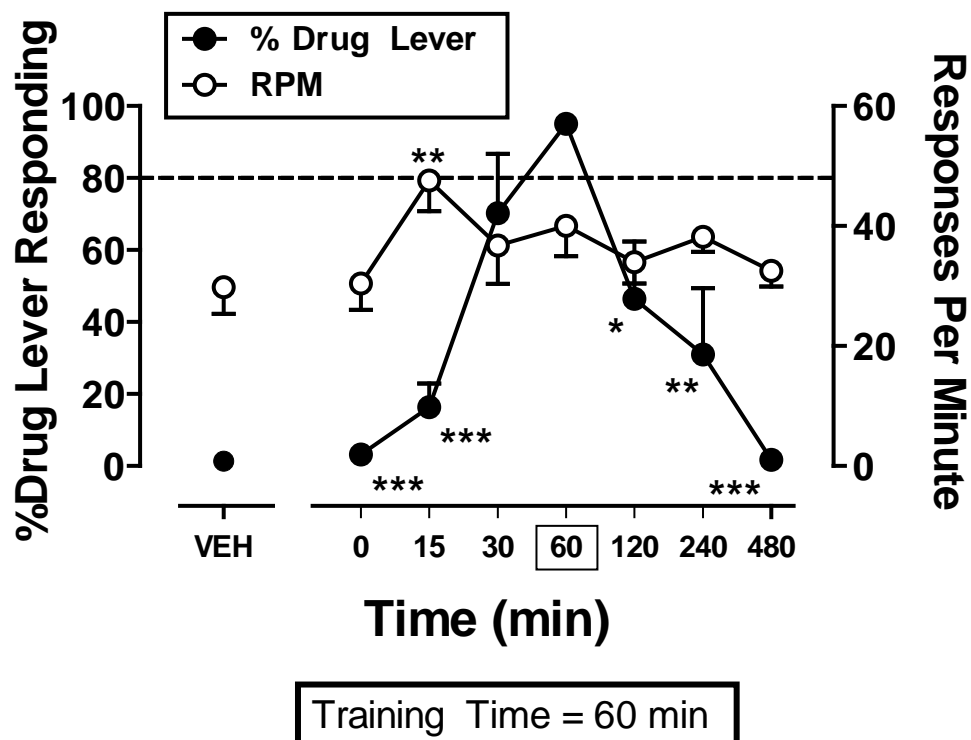 % Drug Lever
RPM
%Drug Lever Responding
100
80
60
40
20
0
Responses Per Minute
60
40
20
0
**
*
**
***
***
***
VEH
0 15 30 60 120 240 480
Time (min)
Training Time = 60 min